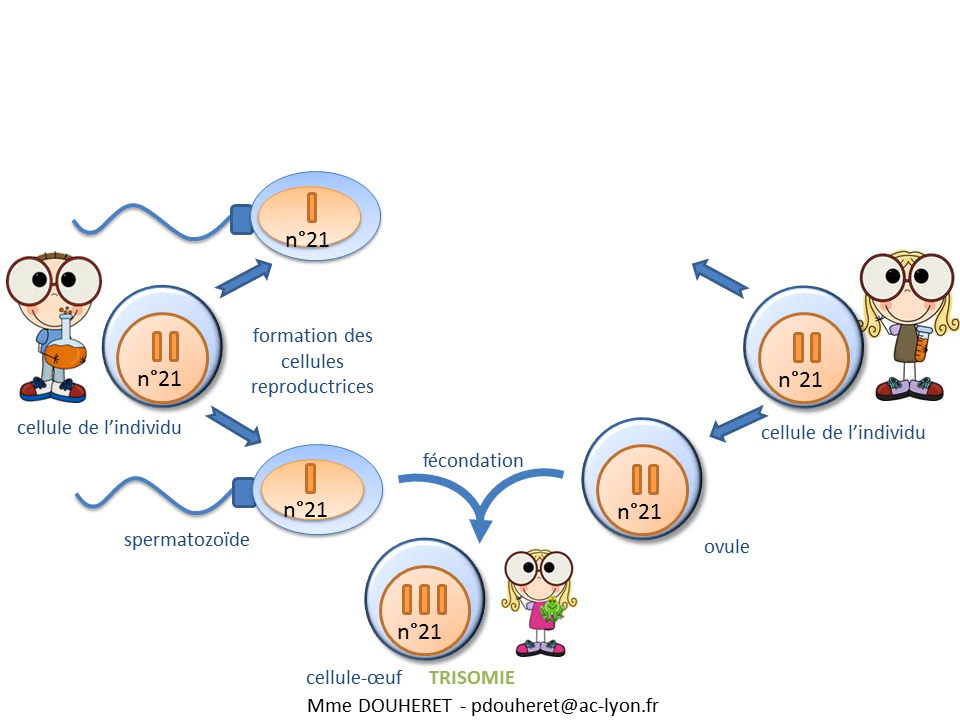 n°21
formation des
cellules
reproductrices
n°21
n°21
cellule de l’individu
cellule de l’individu
fécondation
n°21
n°21
spermatozoïde
ovule
n°21
cellule-œuf TRISOMIE
Mme DOUHERET - pdouheret@ac-lyon.fr